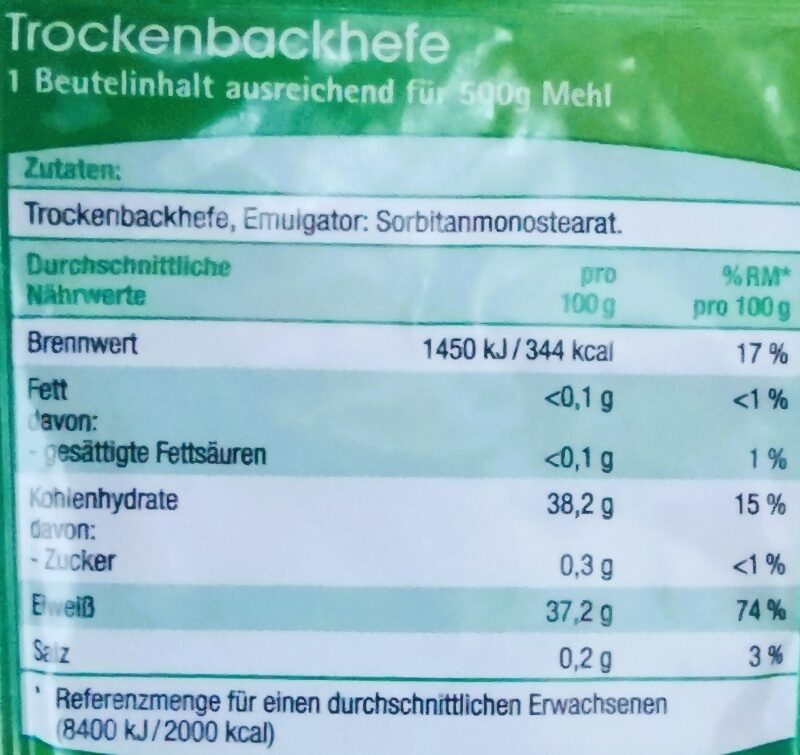 Trockenbackhefe
1 Beutelinhalt ausreichend für 500g Mehl
Zutaten:
Trockenbackhefe, Emulgator: Sorbitanmonostearat.
Durchschnittliche Nährwerte pro 100 g % RM* pro 100 g
Brennwert 1450 kJ / 344 kcal 17 %
Fett <0,1 g <1 %
davon:
- gesättigte Fettsäuren <0,1 g 1 %
Kohlenhydrate 38,2 g 15 %
davon:
- Zucker 0,3 g <1 %
Eiweiß 37,2 g 74 %
Salz 0,2 g 3 %
* Referenzmenge für einen durchschnittlichen Erwachsenen
(8400 kJ / 2000 kcal)